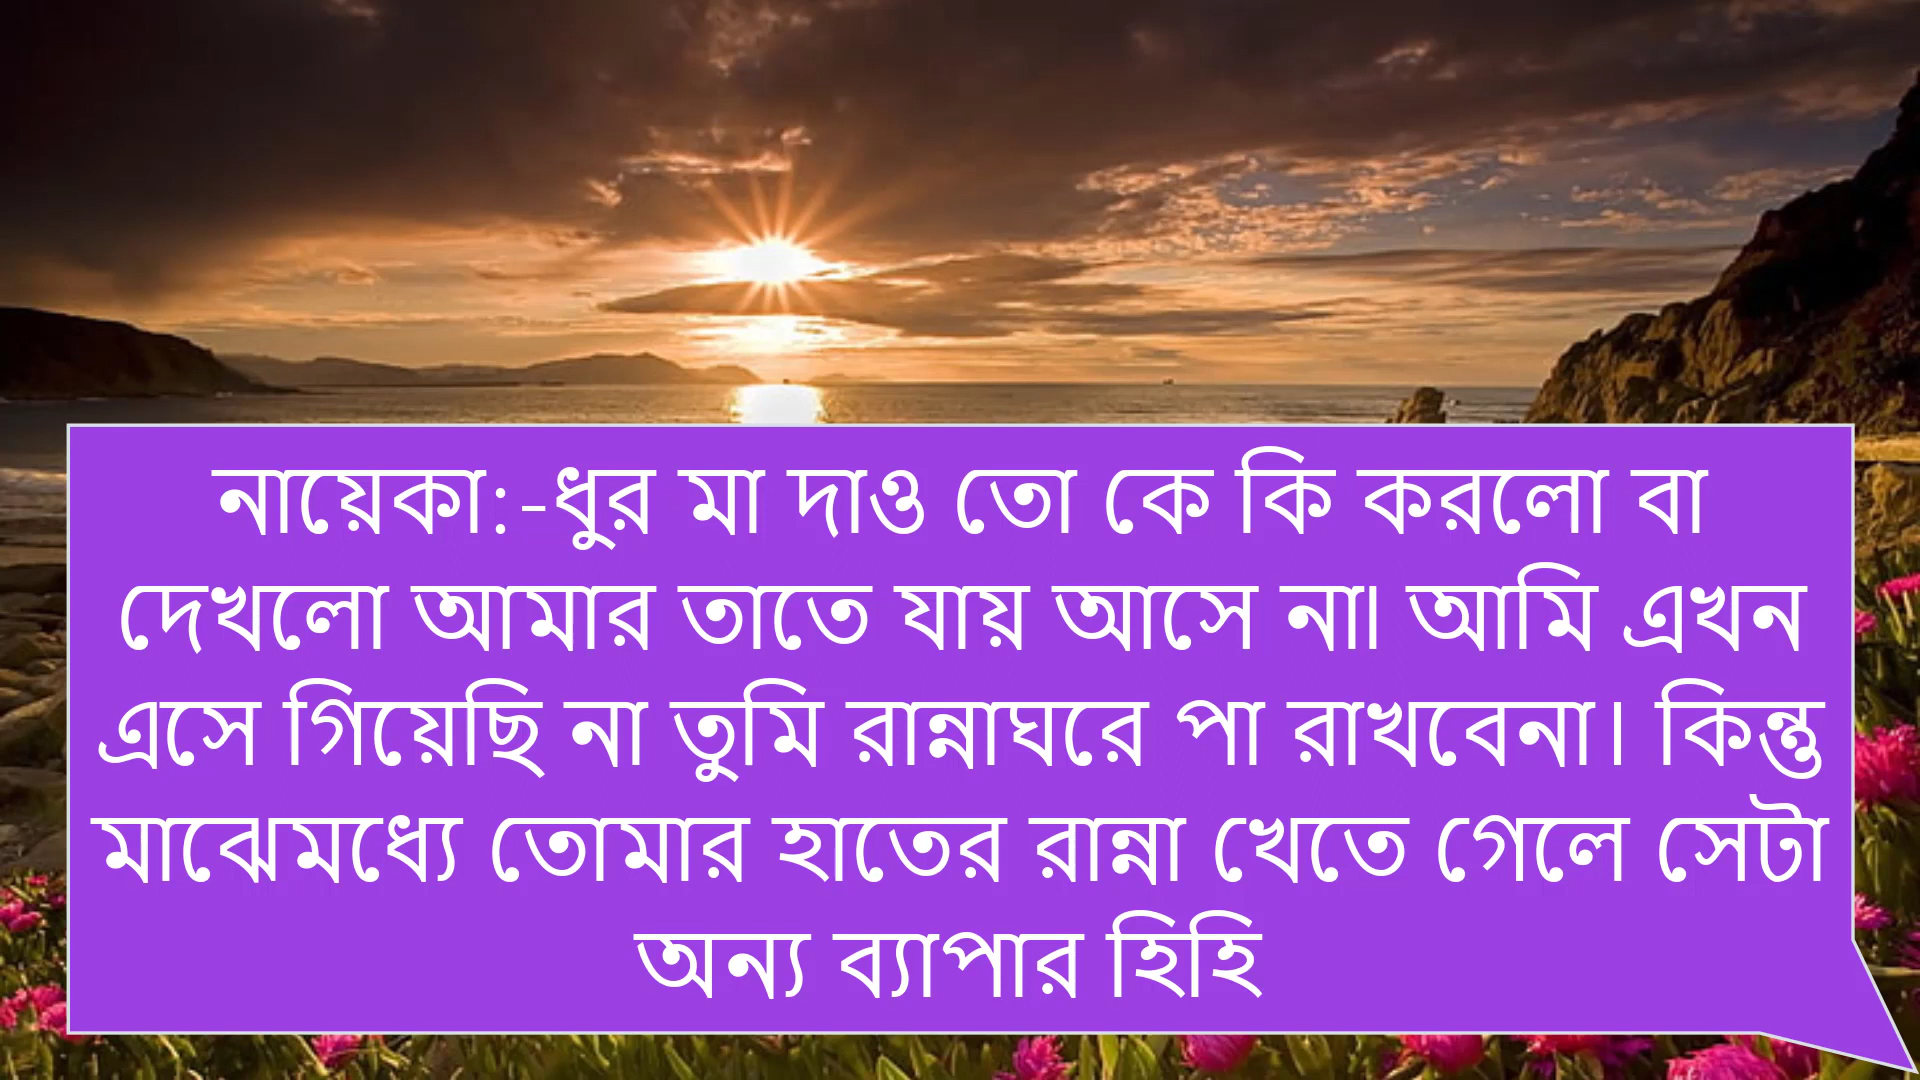 নায়েকা:-ধুর মা দাও তো কে কি করলো বা
দেখলো আমার তাতে যায় আসে না৷ আমি এখন
এসে গিয়েছি না তুমি রান্নাঘরে পা রাখবেনা। কিন্তু
মাঝেমধ্যে তোমার হাতের রান্না খেতে গেলে সেটা
অন্য ব্যাপার হিহি